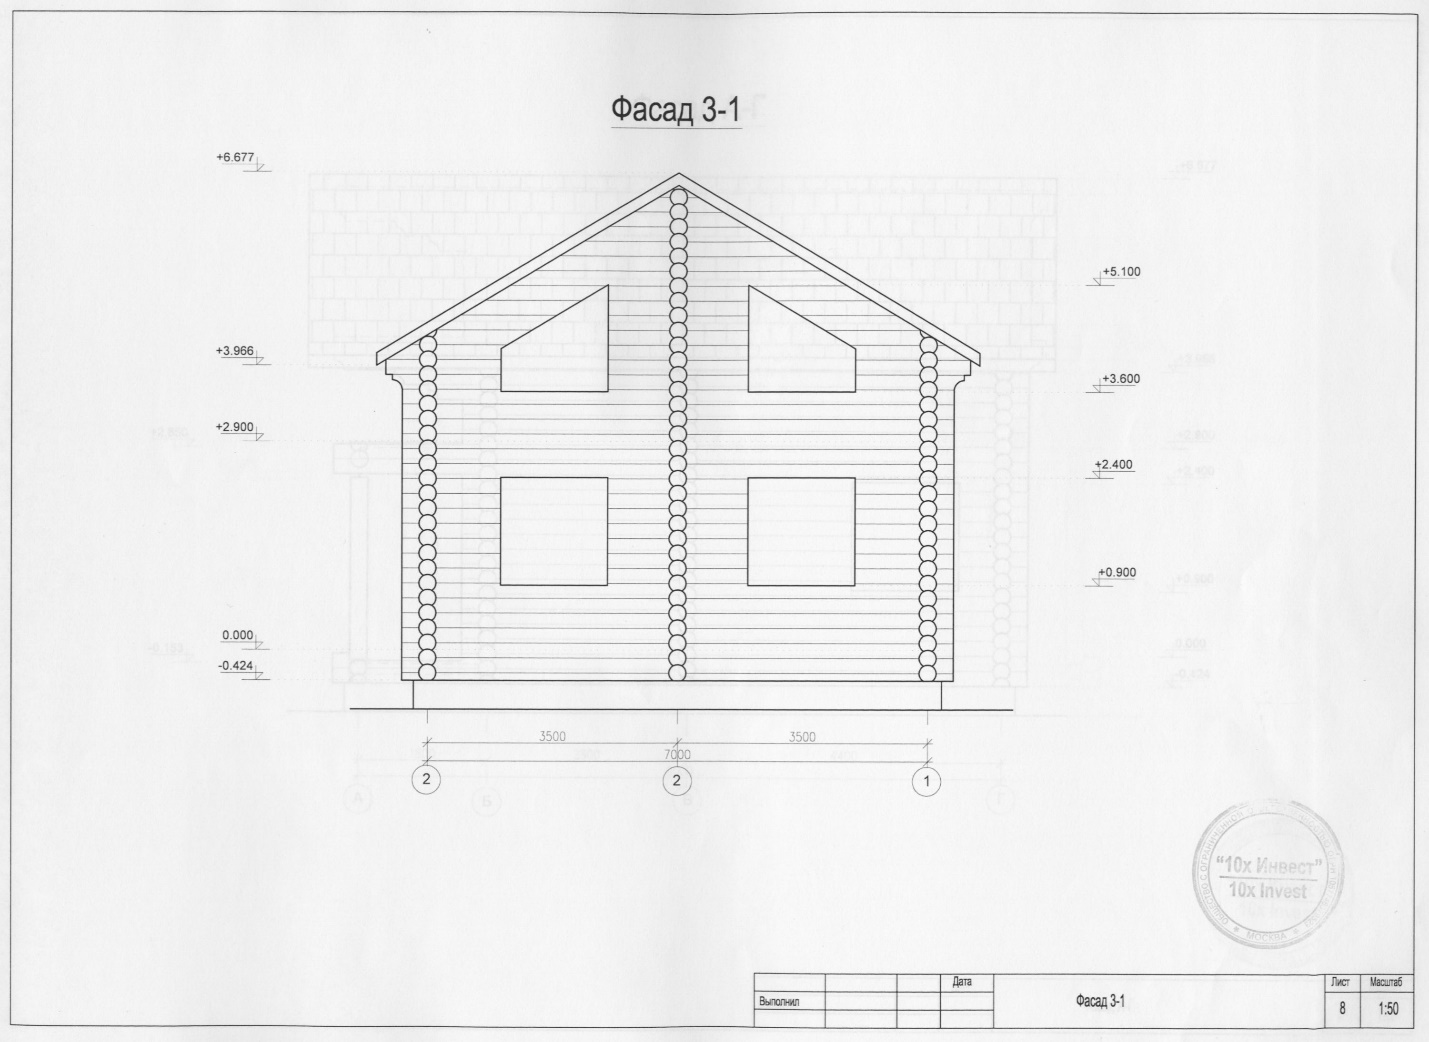 Фасад 3-1
+6.677
+5.100
+3.966
+3.600
+2.900
+2.400
+0.900
0.000
-0.424
3500
3500
7000
2
2
1
"10х Инвест"
10x Invest
МОСКВА
Дата
Выполнил
Фасад 3-1
Лист
Масштаб
8
1:50